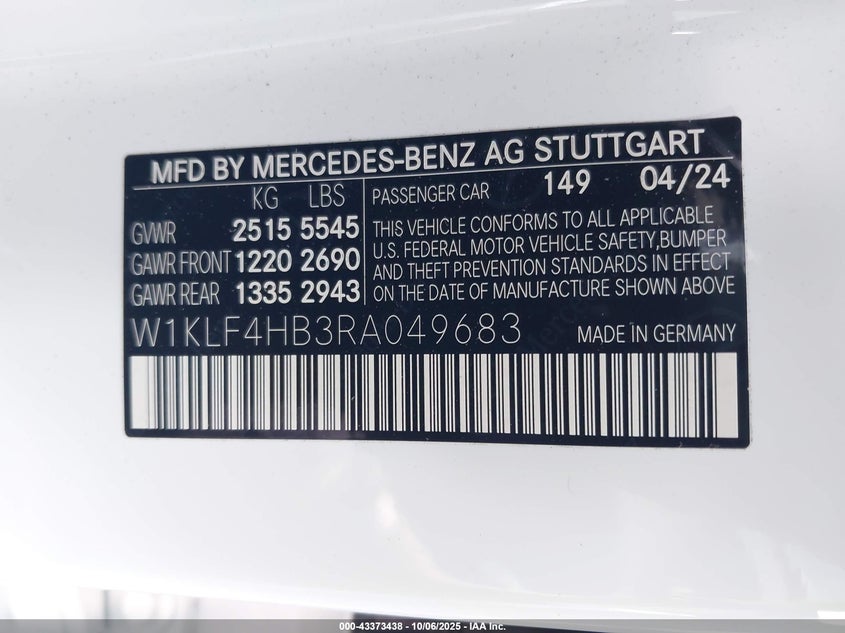 MFD BY MERCEDES-BENZ AG STUTTGART
KG LBS
GVWR 2515 5545
GAWR FRONT 1220 2690
GAWR REAR 1335 2943
PASSENGER CAR 149 04/24
THIS VEHICLE CONFORMS TO ALL APPLICABLE
U.S. FEDERAL MOTOR VEHICLE SAFETY,BUMPER
AND THEFT PREVENTION STANDARDS IN EFFECT
ON THE DATE OF MANUFACTURE SHOWN ABOVE
W1KLF4HB3RA049683 MADE IN GERMANY
000-43373438 - 10/06/2025 - IAA Inc.